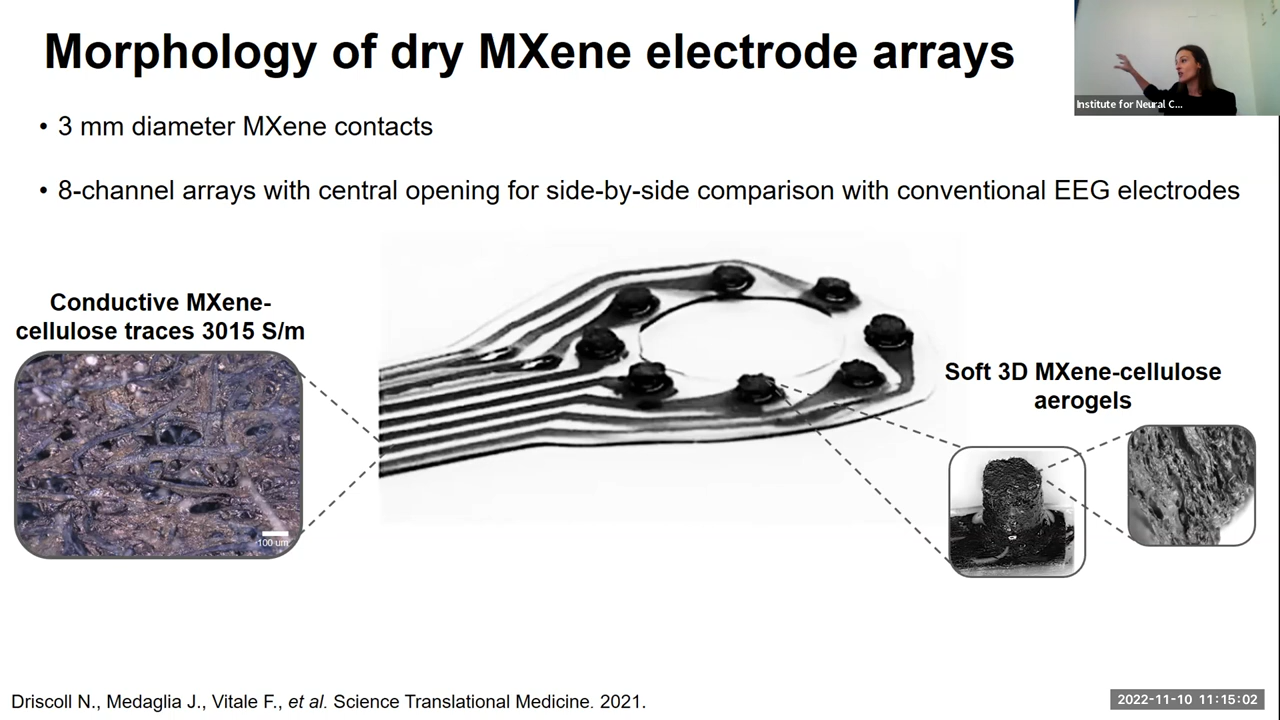 Morphology of dry MXene electrode arrays
Institute for Neural C...
• 3 mm diameter MXene contacts
• 8-channel arrays with central opening for side-by-side comparison with conventional EEG electrodes
Conductive MXene-
cellulose traces 3015 S/m
100 um
Soft 3D MXene-cellulose
aerogels
Driscoll N., Medaglia J., Vitale F., et al. Science Translational Medicine. 2021.
2022-11-10 11:15:02